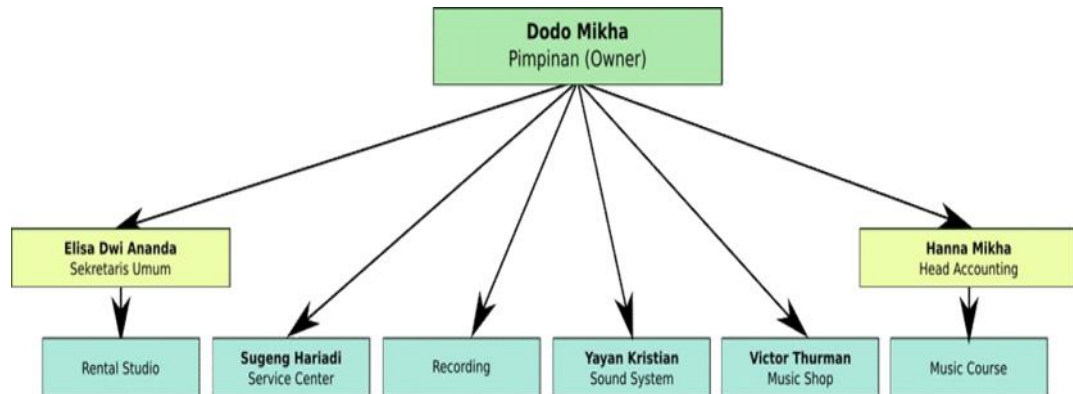 Dodo Mikha
Pimpinan (Owner)
Elisa Dwi Ananda
Sekretaris Umum
Hanna Mikha
Head Accounting
Rental Studio
Sugeng Hariadi
Service Center
Recording
Yayan Kristian
Sound System
Victor Thurman
Music Shop
Music Course